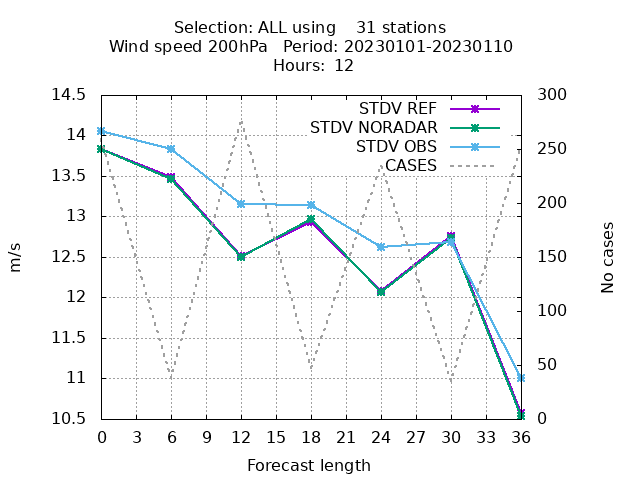 Selection: ALL using    31 stations
Wind speed 200hPa   Period: 20230101-20230110
Hours: 12
STDV REF
STDV NORADAR
STDV OBS
CASES
14.5
14
13.5
13
12.5
12
11.5
11
10.5
m/s
300
250
200
150
100
50
0
No cases
0 3 6 9 12 15 18 21 24 27 30 33 36
Forecast length